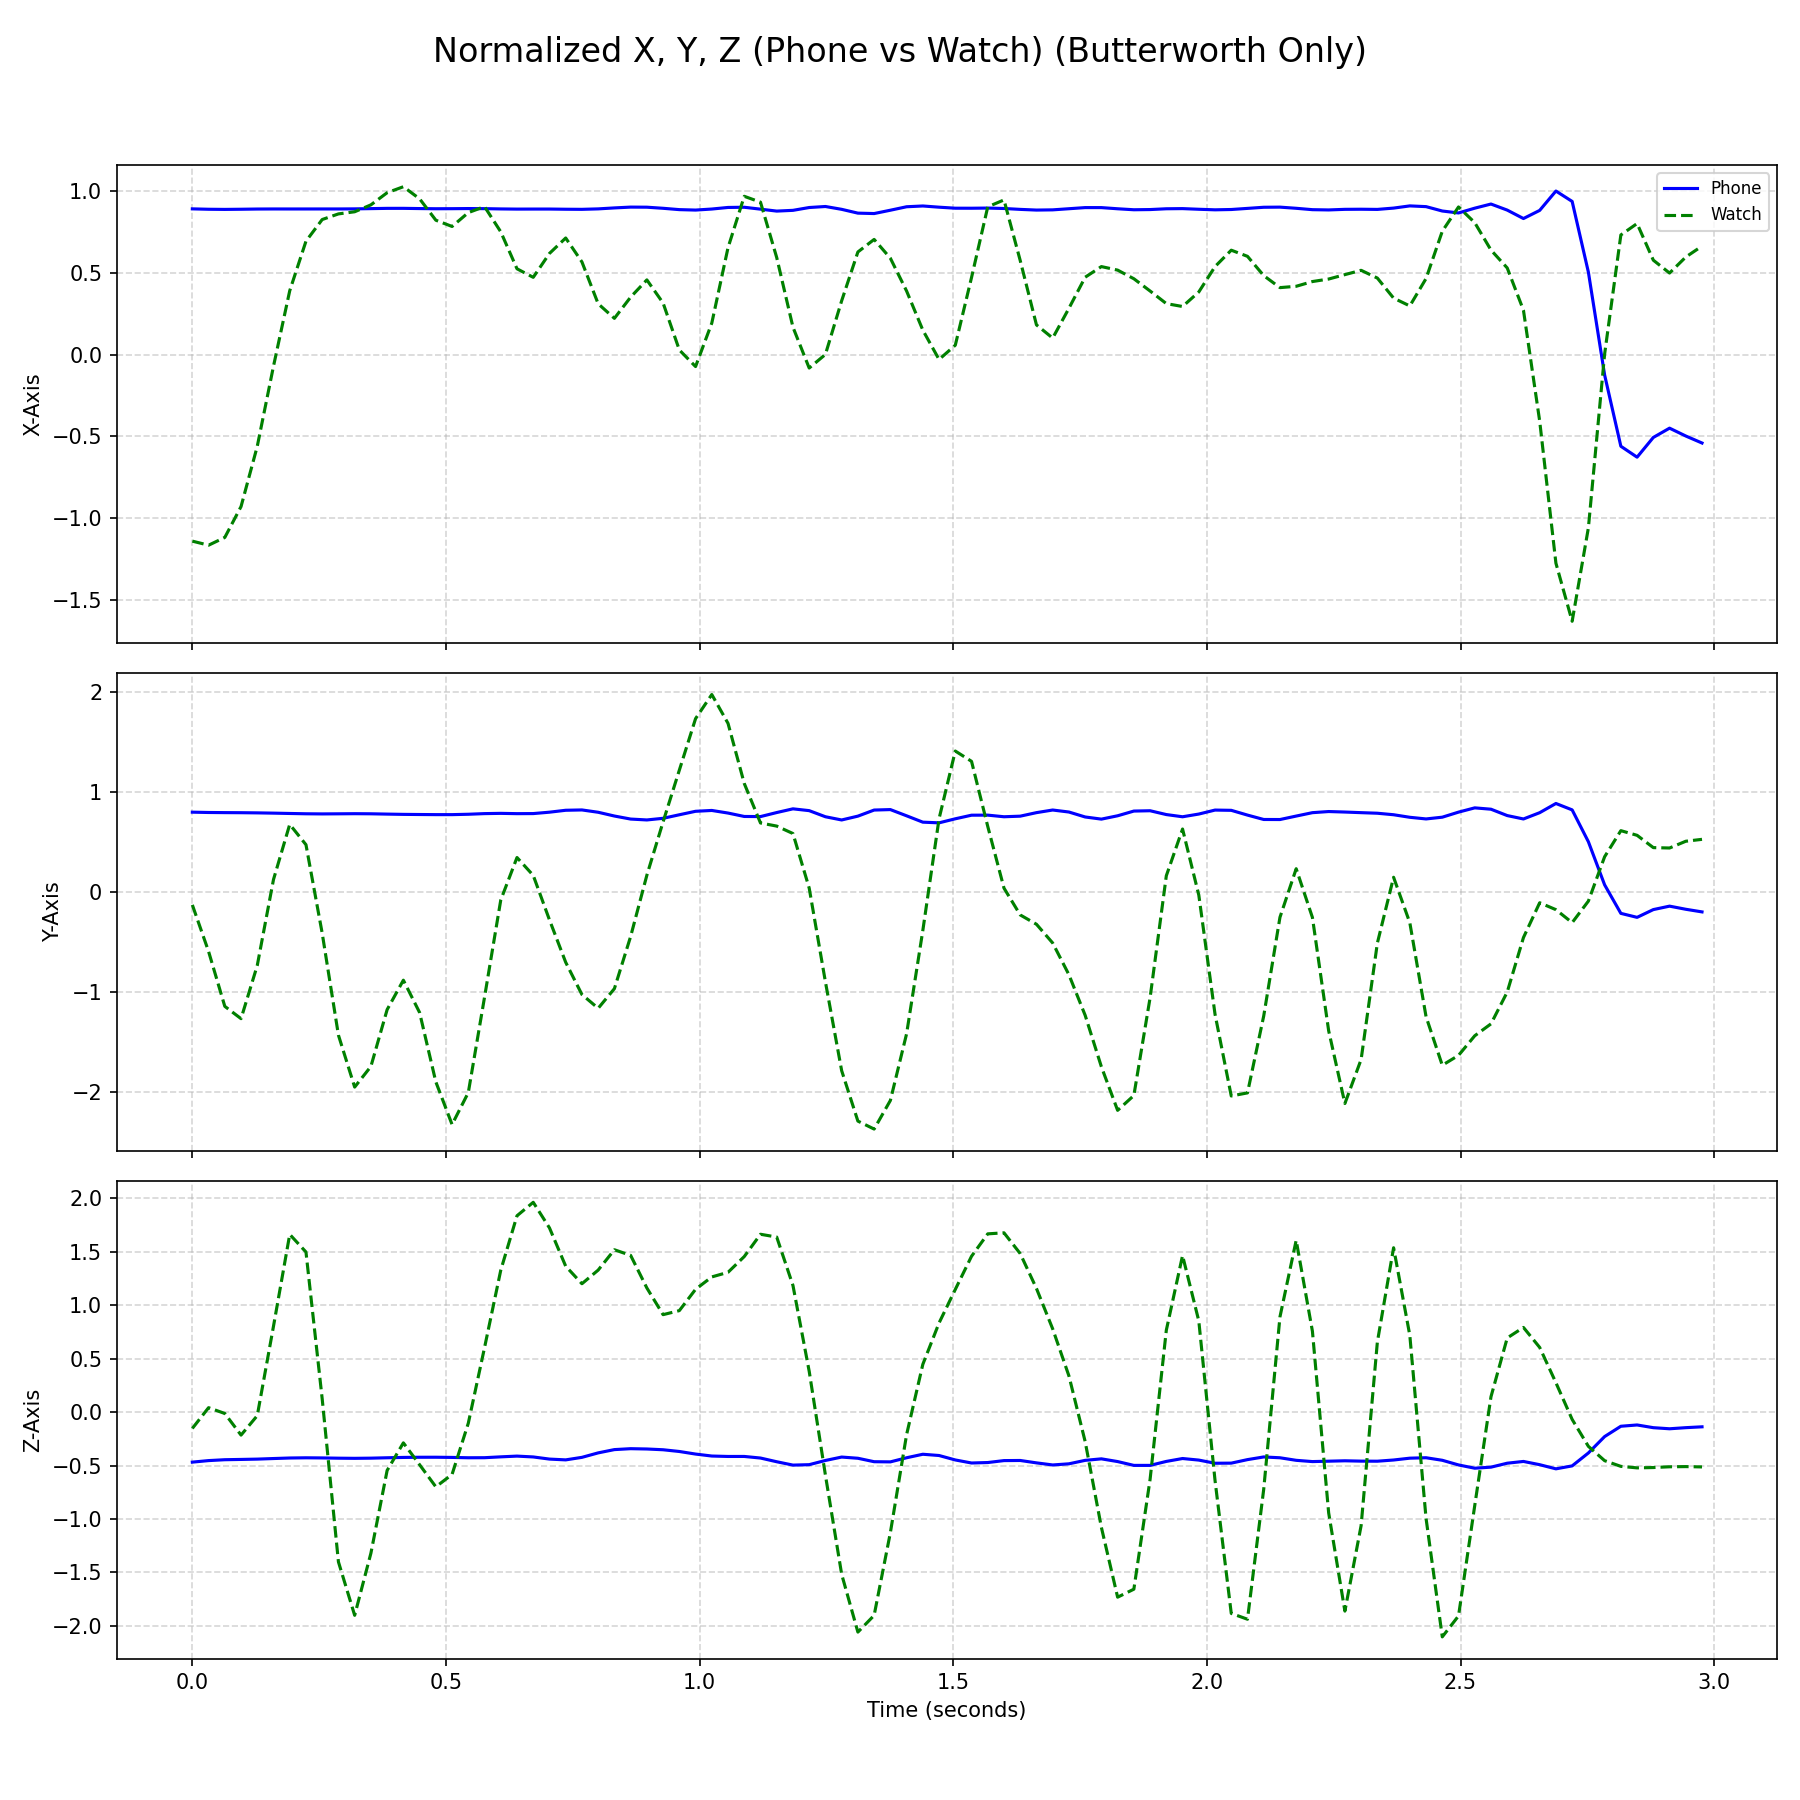 Normalized X, Y, Z (Phone vs Watch) (Butterworth Only)
Phone
Watch
X-Axis
1.0
0.5
0.0
−0.5
−1.0
−1.5
Y-Axis
2
1
0
−1
−2
Z-Axis
2.0
1.5
1.0
0.5
0.0
−0.5
−1.0
−1.5
−2.0
0.0 0.5 1.0 1.5 2.0 2.5 3.0
Time (seconds)